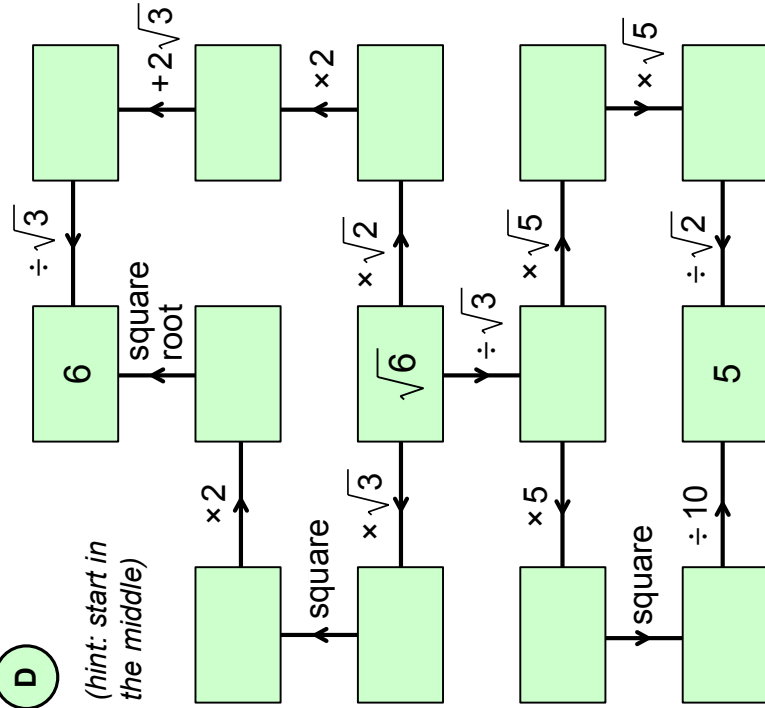 D
(hint: start in
the middle)
÷√3
+2√3
6
square
root
×2
×2
square
×√3
√6
×√2
÷√3
×5
×√5
square
×√5
÷10
5
÷√2